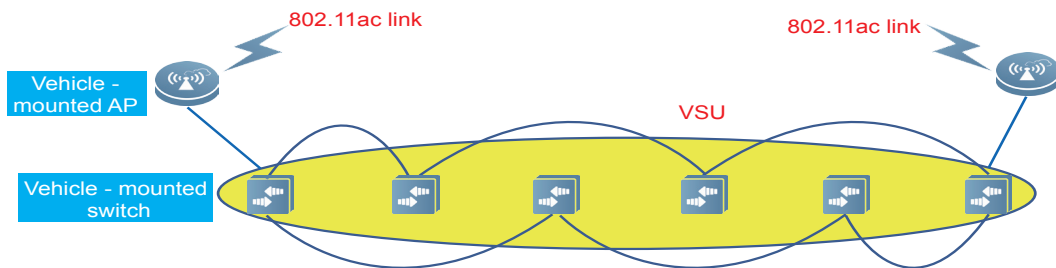 802.11ac link
802.11ac link
Vehicle -
mounted AP
VSU
Vehicle - mounted
switch